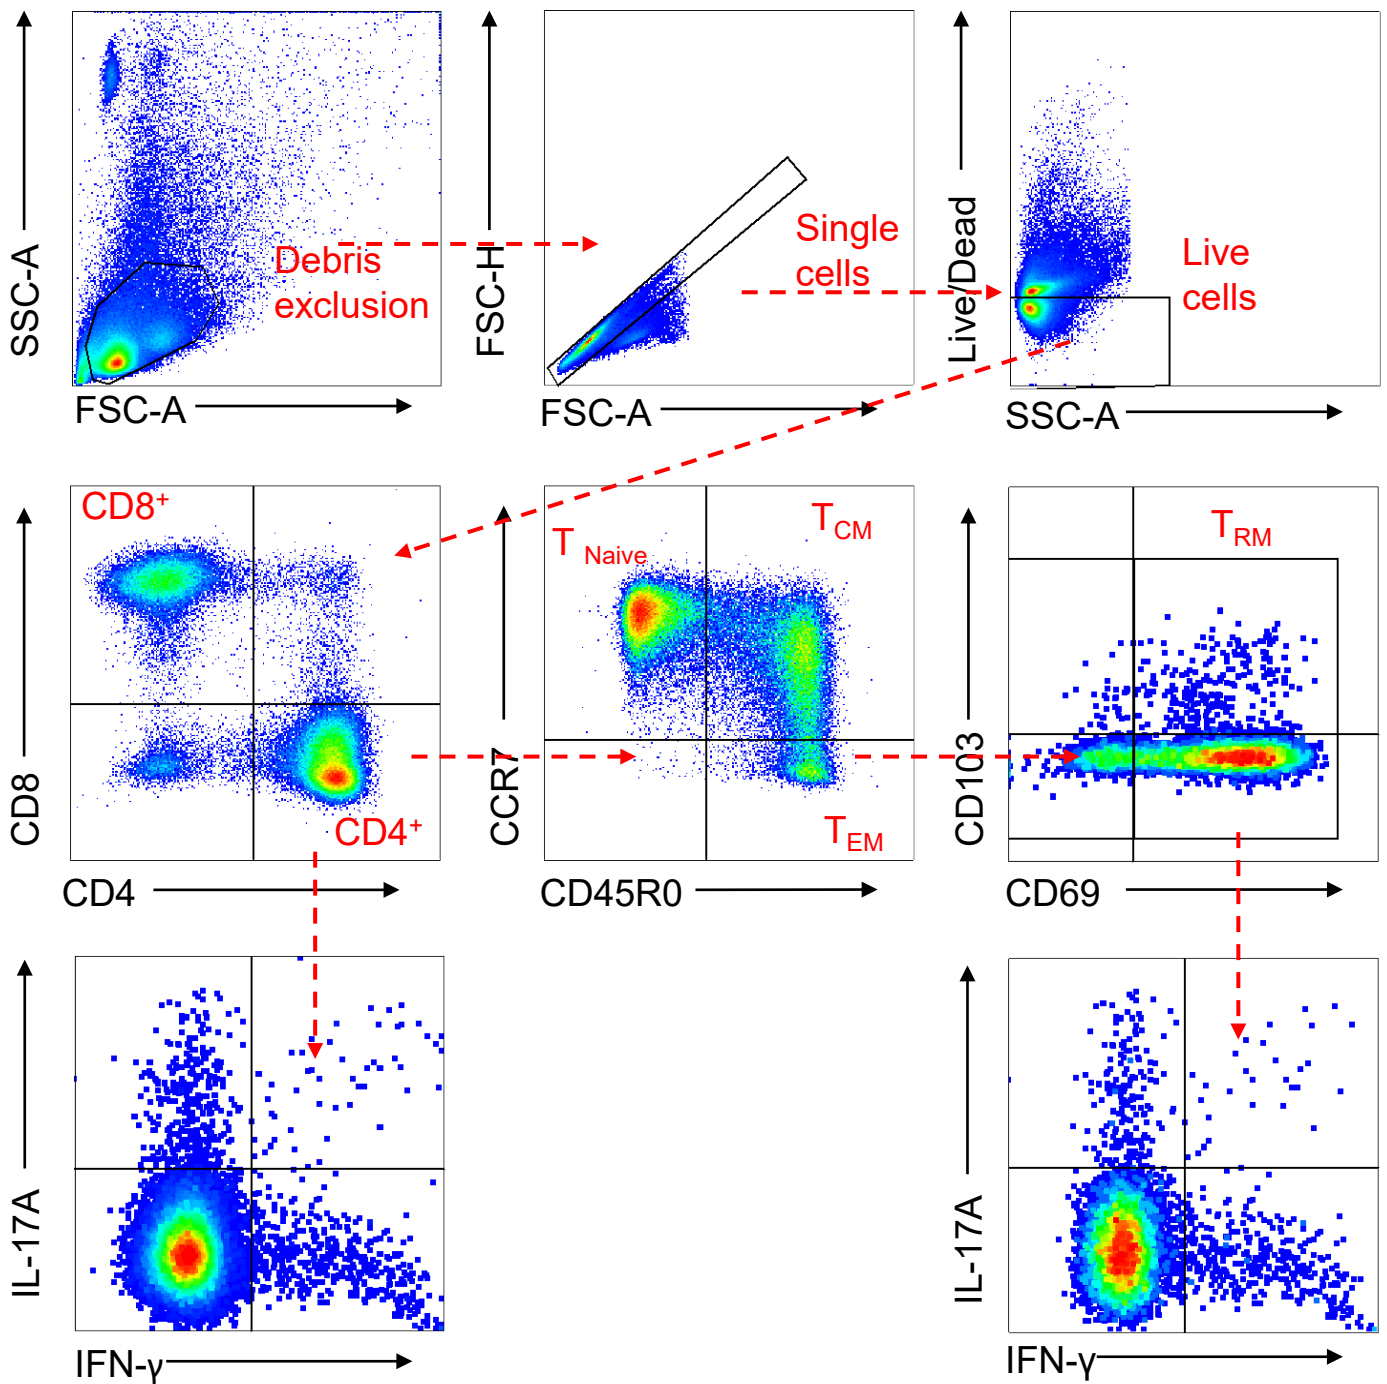 SSC-A
Debris
exclusion
FSC-A
FSC-H
Single
cells
FSC-A
Live/Dead
Live
cells
SSC-A
CD8
CD8+
CD4+
CD4
CCR7
T Naive
TCM
TEM
CD45R0
CD103
TRM
CD69
IL-17A
IFN-γ
IL-17A
IFN-γ